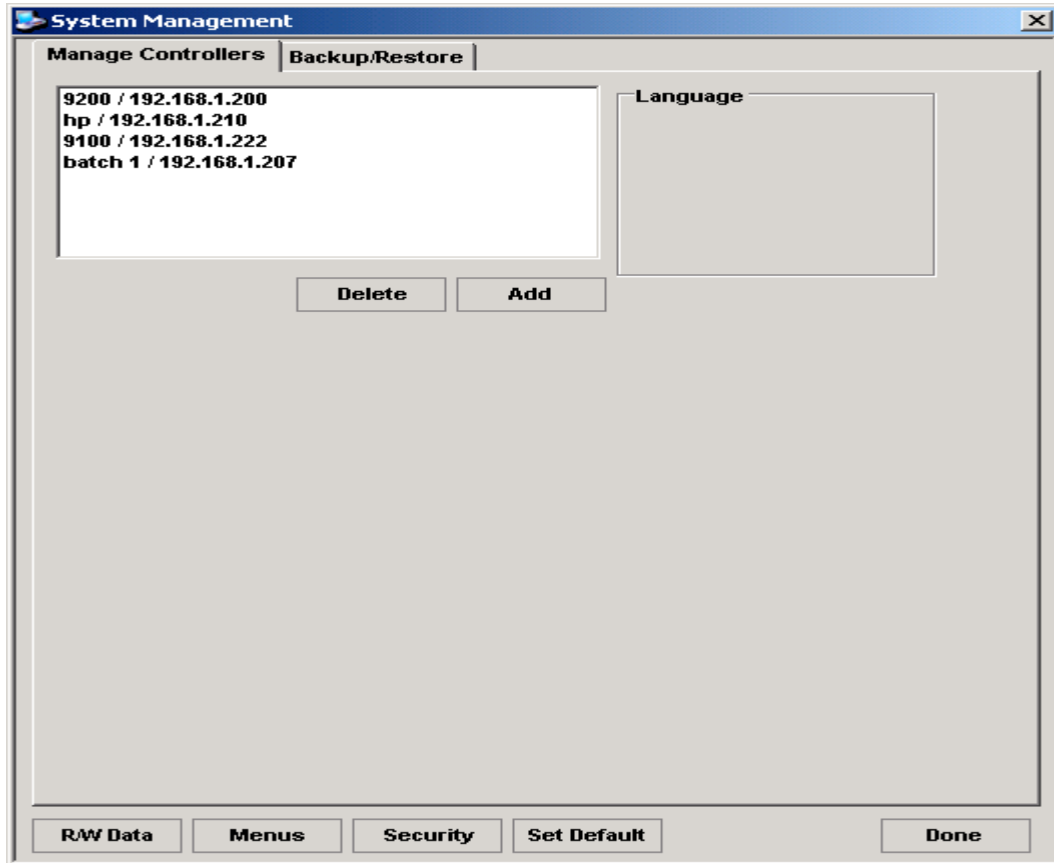 System Management
Manage Controllers
Backup/Restore
9200 / 192.168.1.200
hp / 192.168.1.210
9100 / 192.168.1.222
batch 1 / 192.168.1.207
Language
Delete
Add
R/W Data
Menus
Security
Set Default
Done